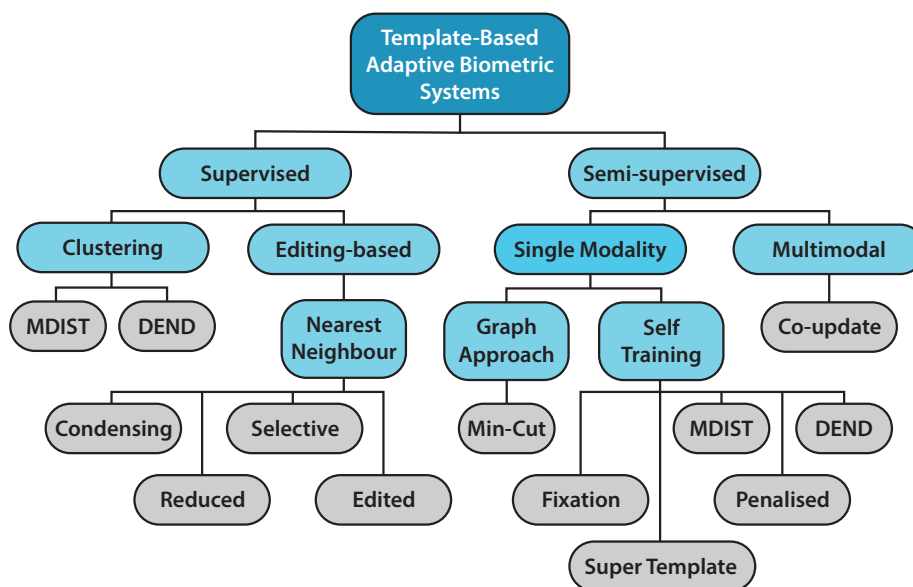 Template-Based
Adaptive Biometric
Systems
Supervised
Semi-supervised
Clustering
Editing-based
Single Modality
Multimodal
MDIST
DEND
Nearest
Neighbour
Graph
Approach
Self
Training
Co-update
Condensing
Selective
Min-Cut
MDIST
DEND
Reduced
Edited
Fixation
Penalised
Super Template